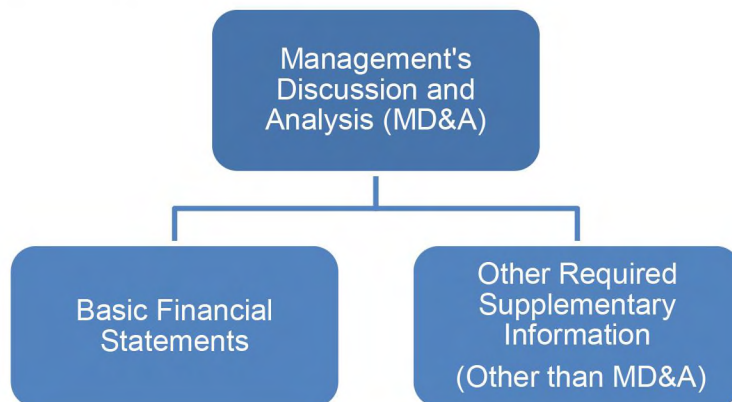 Management's
Discussion and
Analysis (MD&A)
Basic Financial
Statements
Other Required
Supplementary
Information
(Other than MD&A)